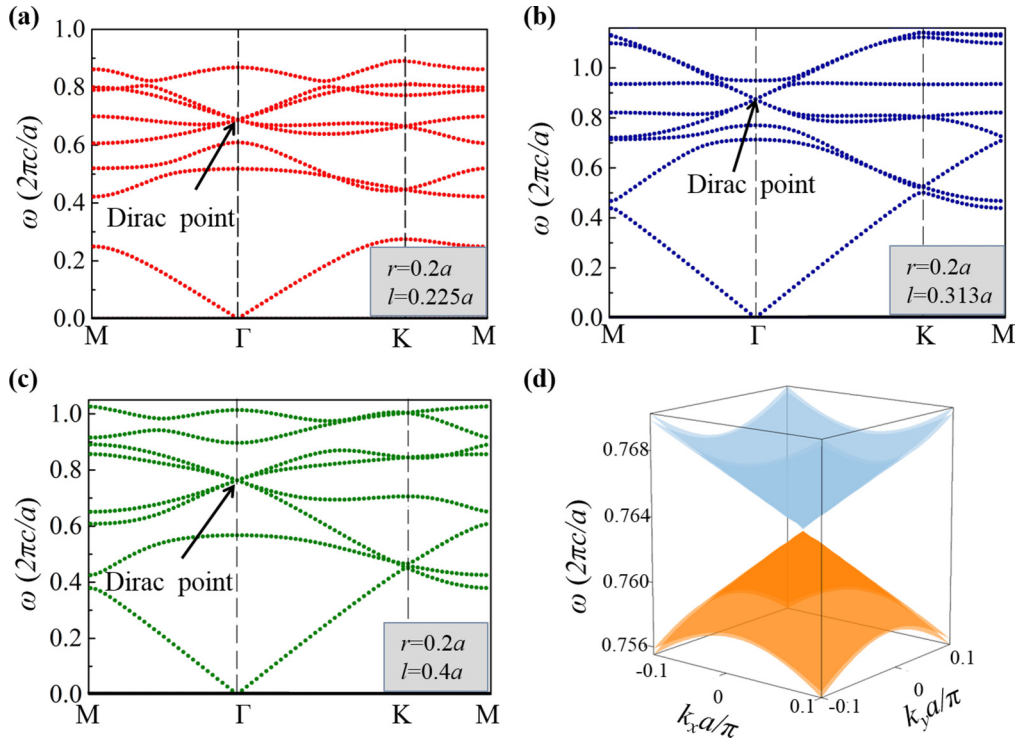 (a)
1.0
0.8
0.6
0.4
0.2
0.0
ω (2πc/a)
Dirac point
r=0.2a
l=0.225a
M Γ K M
(b)
1.0
0.8
0.6
0.4
0.2
0.0
ω (2πc/a)
Dirac point
r=0.2a
l=0.313a
M Γ K M
(c)
1.0
0.8
0.6
0.4
0.2
0.0
ω (2πc/a)
Dirac point
r=0.2a
l=0.4a
M Γ K M
(d)
0.768
0.764
0.760
0.756
ω (2πc/a)
-0.1
0
0.1
kₓa/π
-0.1
0
0.1
k_y a/π